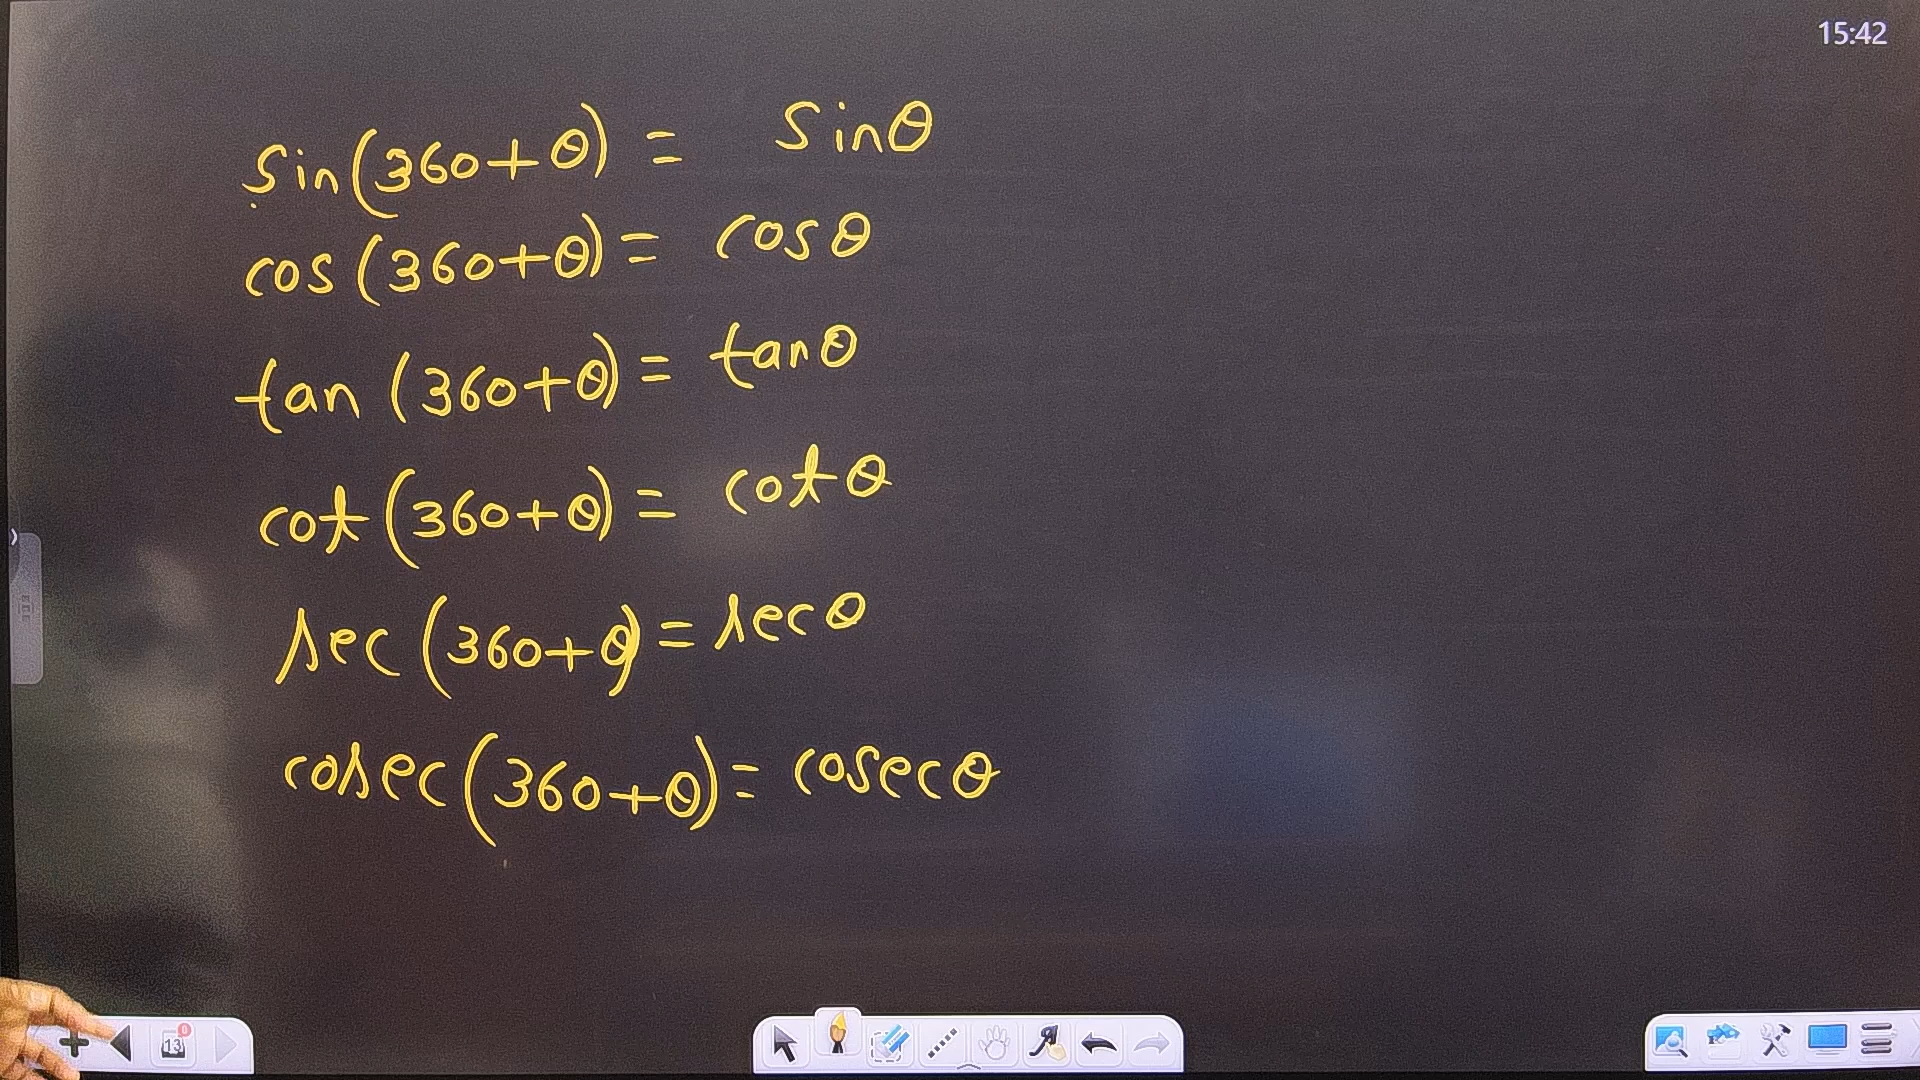 15:42
sin(360+θ) = sinθ
cos(360+θ) = cosθ
tan(360+θ) = tanθ
cot(360+θ) = cotθ
sec(360+θ) = secθ
cosec(360+θ) = cosecθ
13